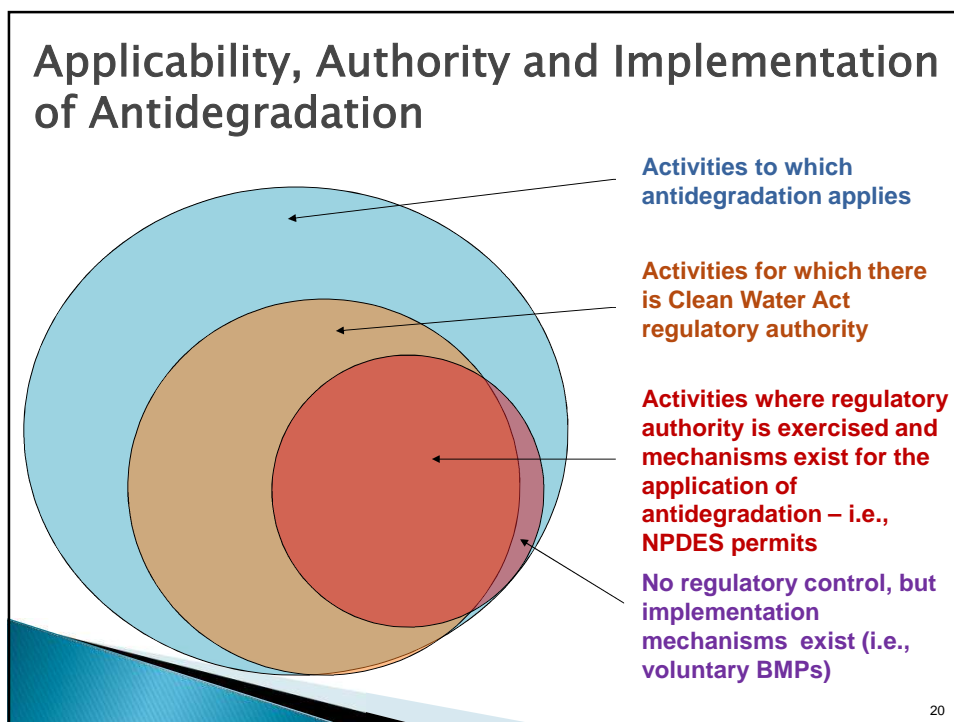 Applicability, Authority and Implementation
of Antidegradation
Activities to which
antidegradation applies
Activities for which there
is Clean Water Act
regulatory authority
Activities where regulatory
authority is exercised and
mechanisms exist for the
application of
antidegradation – i.e.,
NPDES permits
No regulatory control, but
implementation
mechanisms exist (i.e.,
voluntary BMPs)
20